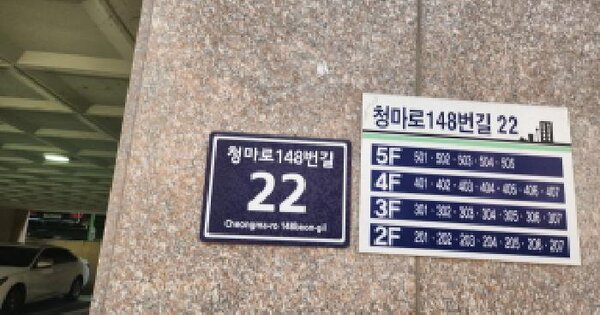 청마로148번길
22
Cheongma-ro 148beon-gil
청마로148번길 22
5F 501 · 502 · 503 · 504 · 505
4F 401 · 402 · 403 · 404 · 405 · 406 · 407
3F 301 · 302 · 303 · 304 · 305 · 306 · 307
2F 201 · 202 · 203 · 204 · 205 · 206 · 207